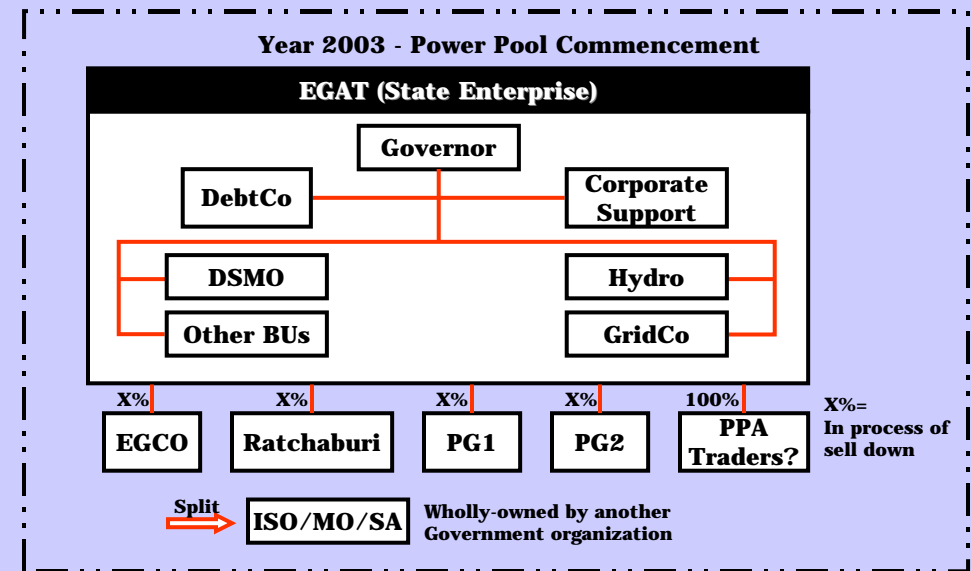 Year 2003 - Power Pool Commencement
EGAT (State Enterprise)
Governor
DebtCo
Corporate
Support
DSMO
Hydro
Other BUs
GridCo
X%
X%
X%
X%
100%
X%=
In process of
sell down
EGCO
Ratchaburi
PG1
PG2
PPA
Traders?
Split
ISO/MO/SA
Wholly-owned by another
Government organization